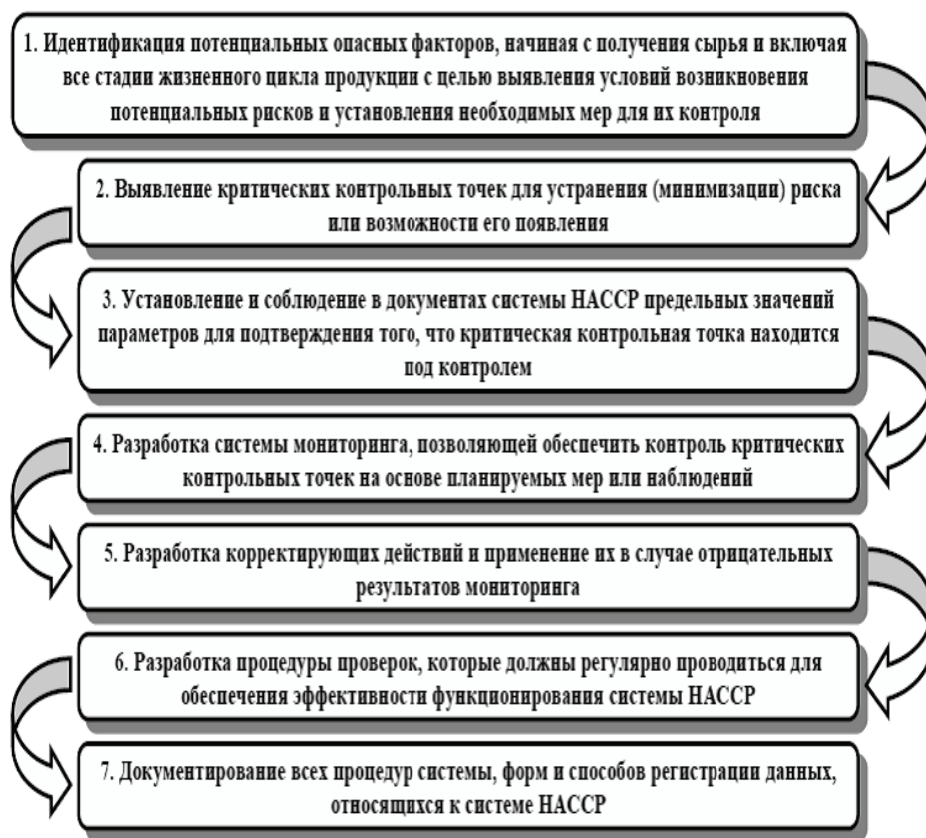 1. Идентификация потенциальных опасных факторов, начиная с получения сырья и включая
все стадии жизненного цикла продукции с целью выявления условий возникновения
потенциальных рисков и установления необходимых мер для их контроля
2. Выявление критических контрольных точек для устранения (минимизации) риска
или возможности его появления
3. Установление и соблюдение в документах системы НАССР предельных значений
параметров для подтверждения того, что критическая контрольная точка находится
под контролем
4. Разработка системы мониторинга, позволяющей обеспечить контроль критических
контрольных точек на основе планируемых мер или наблюдений
5. Разработка корректирующих действий и применение их в случае отрицательных
результатов мониторинга
6. Разработка процедуры проверок, которые должны регулярно проводиться для
обеспечения эффективности функционирования системы НАССР
7. Документирование всех процедур системы, форм и способов регистрации данных,
относящихся к системе НАССР